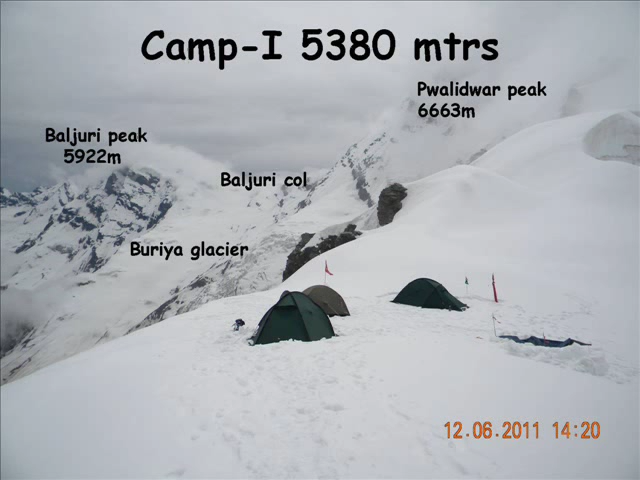 Camp-I 5380 mtrs
Pwalidwar peak
6663m
Baljuri peak
5922m
Baljuri col
Buriya glacier
12.06.2011 14:20